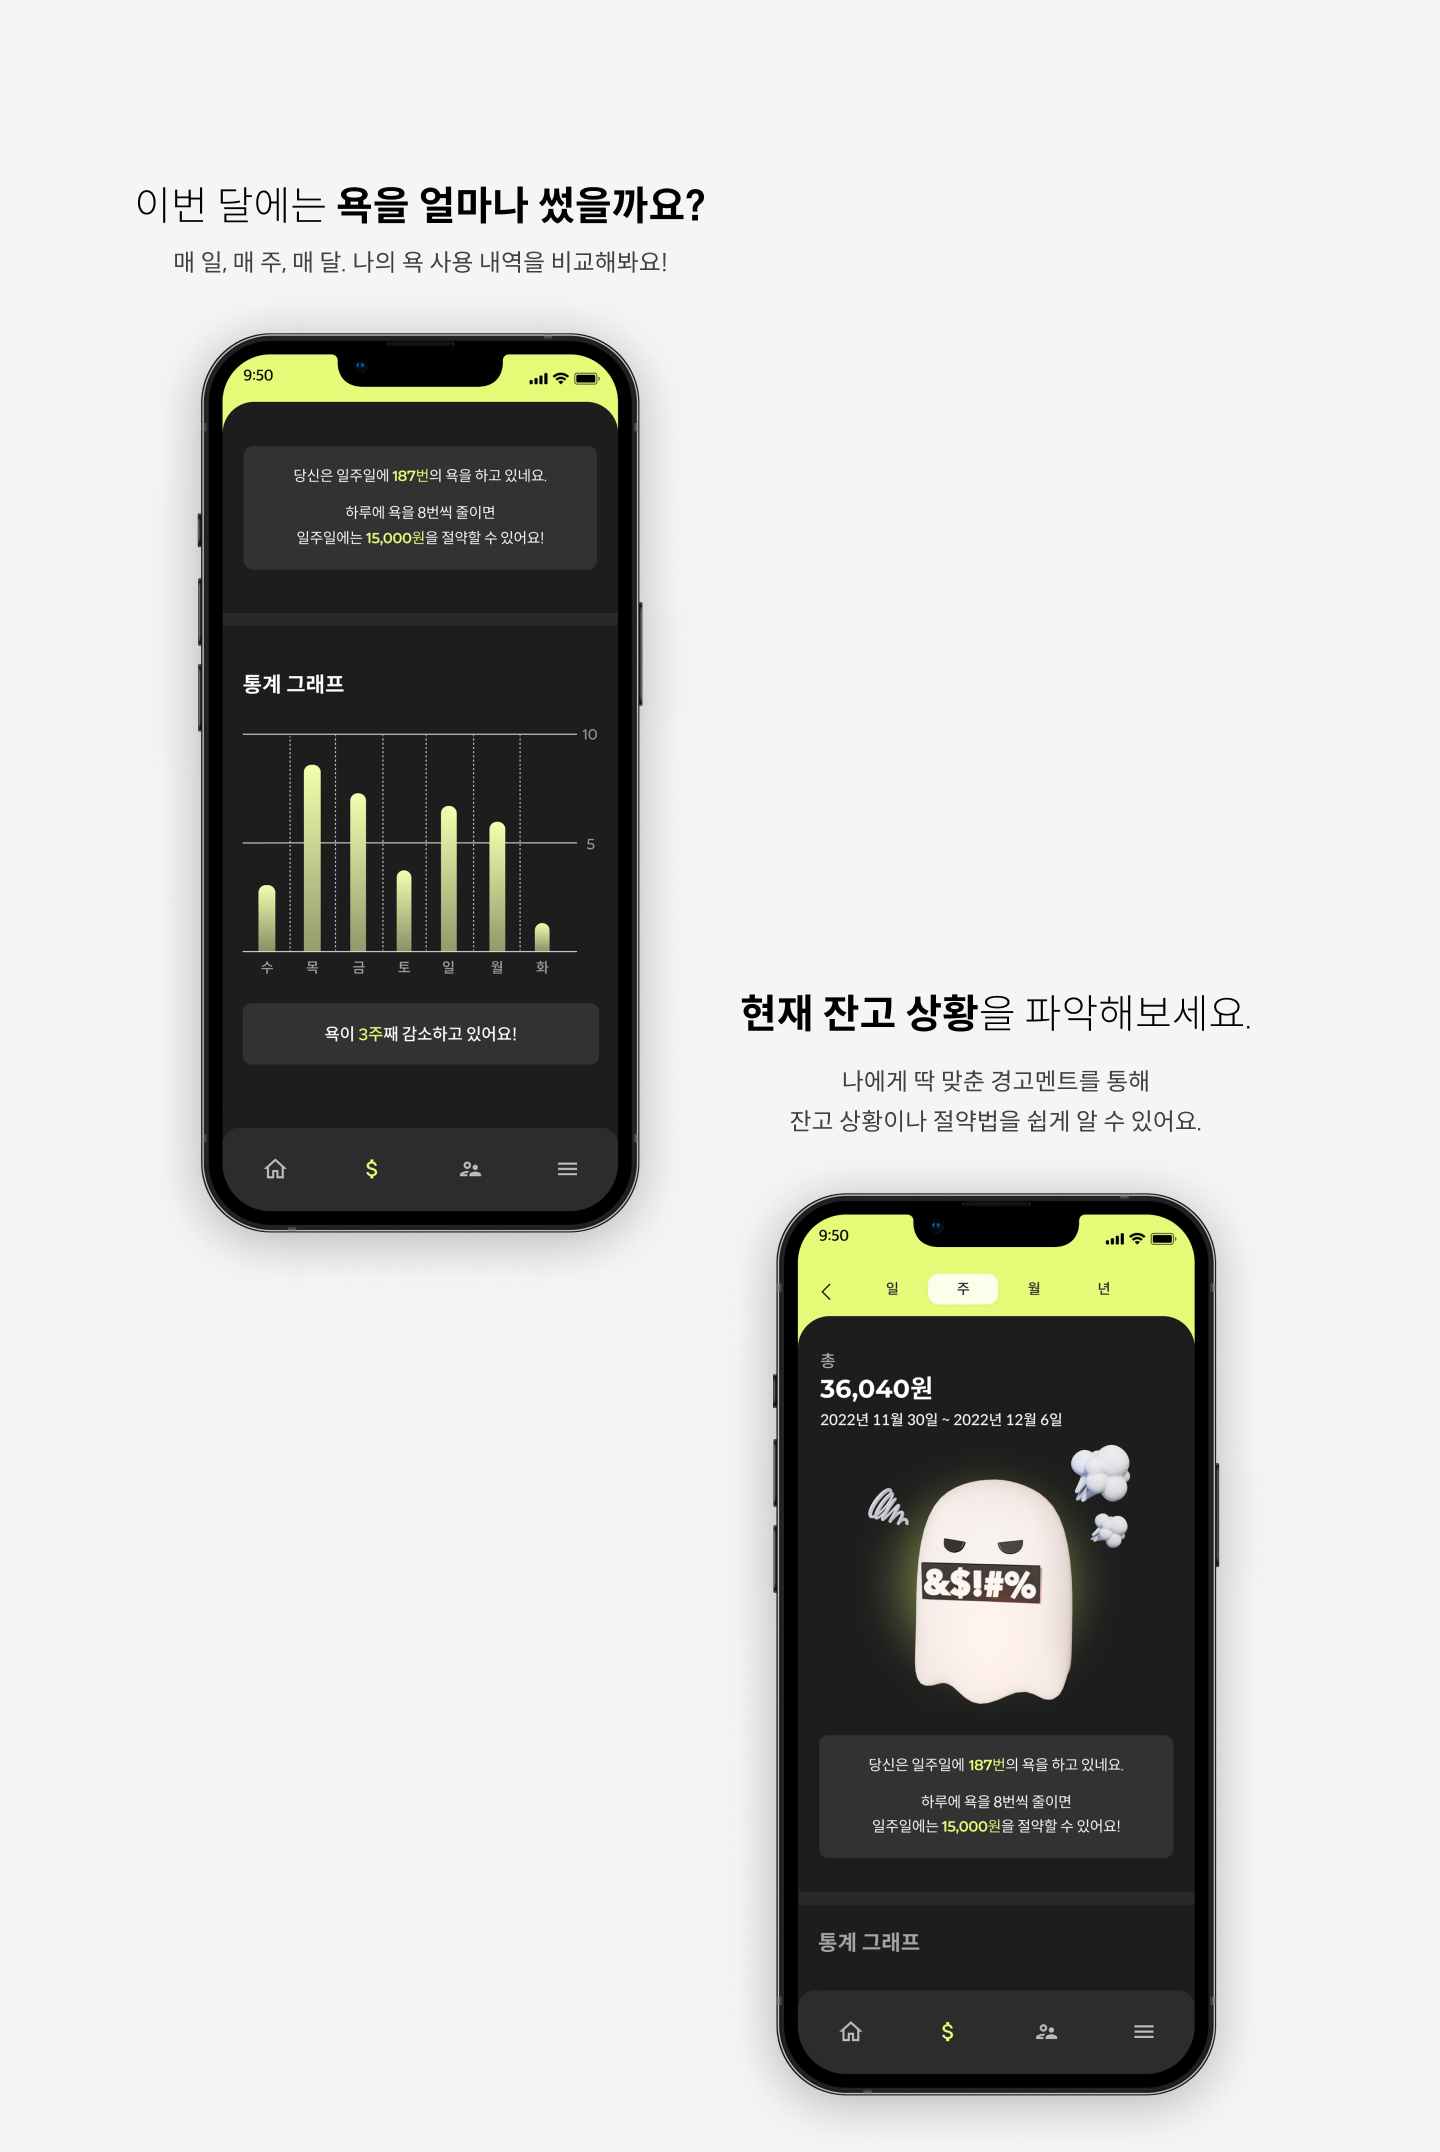 이번 달에는 욕을 얼마나 썼을까요?
매 일, 매 주, 매 달. 나의 욕 사용 내역을 비교해봐요!
9:50
당신은 일주일에 187번의 욕을 하고 있네요.
하루에 욕을 8번씩 줄이면
일주일에는 15,000원을 절약할 수 있어요!
통계 그래프
10
5
수 목 금 토 일 월 화
욕이 3주째 감소하고 있어요!
$
현재 잔고 상황을 파악해보세요.
나에게 딱 맞춘 경고멘트를 통해
잔고 상황이나 절약법을 쉽게 알 수 있어요.
9:50
일 주 월 년
총
36,040원
2022년 11월 30일 ~ 2022년 12월 6일
&$!#%
당신은 일주일에 187번의 욕을 하고 있네요.
하루에 욕을 8번씩 줄이면
일주일에는 15,000원을 절약할 수 있어요!
통계 그래프
$